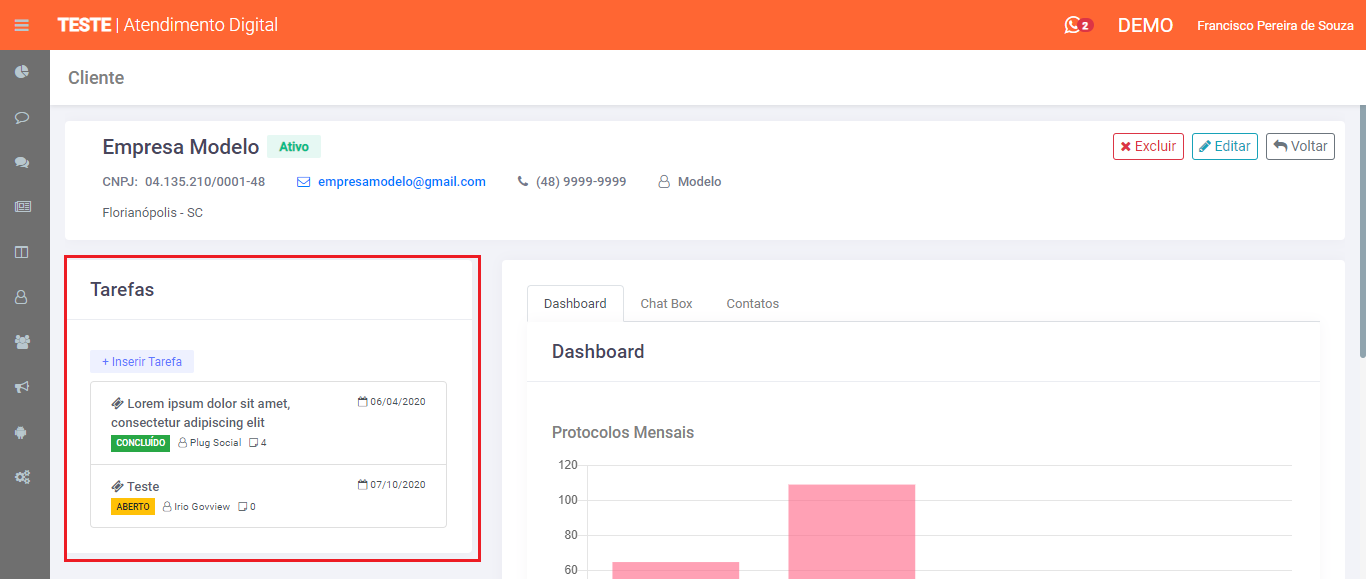 TESTE | Atendimento Digital
2
DEMO
Francisco Pereira de Souza
Cliente
Empresa Modelo Ativo
Excluir Editar Voltar
CNPJ: 04.135.210/0001-48 empresamodelo@gmail.com (48) 9999-9999 Modelo
Florianópolis - SC
Tarefas
+ Inserir Tarefa
Lorem ipsum dolor sit amet, 06/04/2020
consectetur adipiscing elit
CONCLUÍDO Plug Social 4
Teste 07/10/2020
ABERTO Irio Govview 0
Dashboard Chat Box Contatos
Dashboard
Protocolos Mensais
120
100
80
60